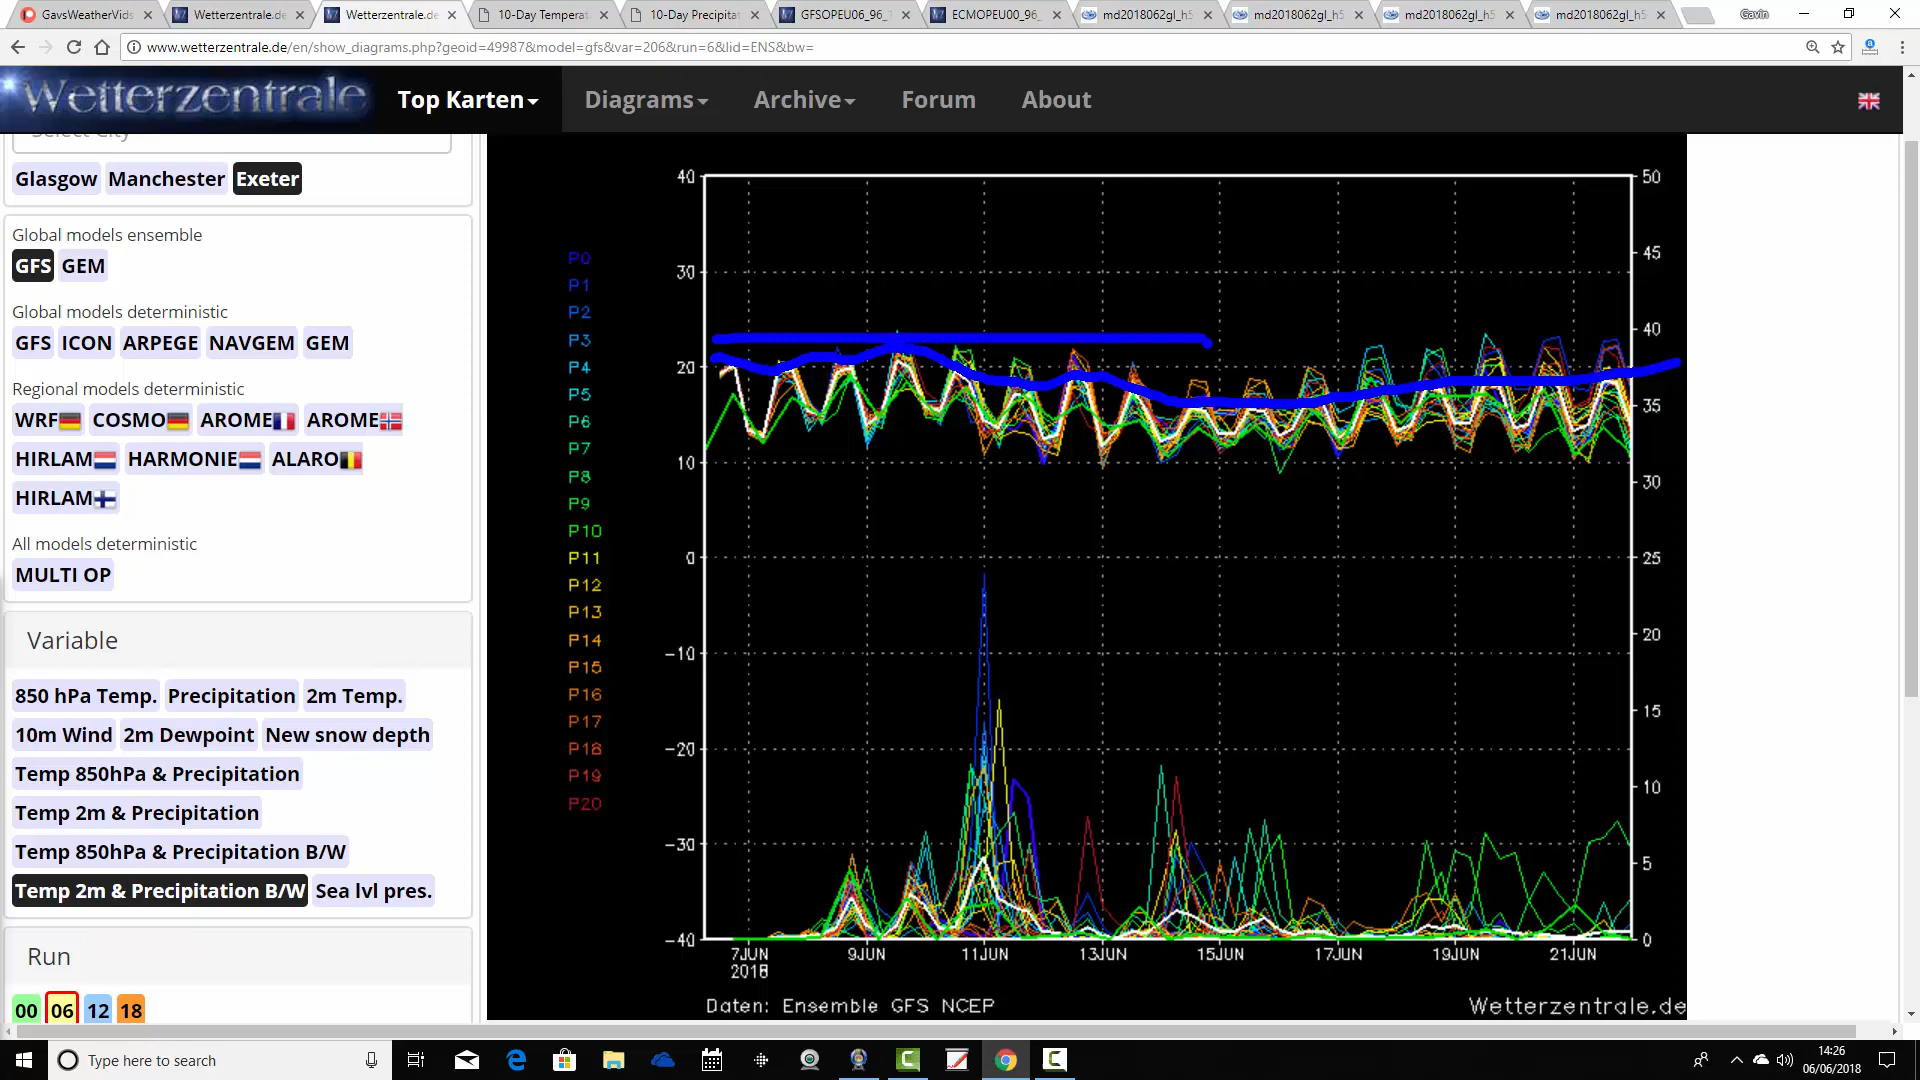 GavsWeatherVids
Wetterzentrale.de
Wetterzentrale.de
10-Day Temperat
10-Day Precipitat
GFSOPEU06_96_1
ECMOPEU00_96_
md2018062gl_h5
md2018062gl_h5
md2018062gl_h5
md2018062gl_h5
Gavin
www.wetterzentrale.de/en/show_diagrams.php?geoid=49987&model=gfs&var=206&run=6&lid=ENS&bw=
Wetterzentrale
Top Karten
Diagrams
Archive
Forum
About
Select City
Glasgow Manchester Exeter
Global models ensemble
GFS GEM
Global models deterministic
GFS ICON ARPEGE NAVGEM GEM
Regional models deterministic
WRF COSMO AROME AROME
HIRLAM HARMONIE ALARO
HIRLAM
All models deterministic
MULTI OP
Variable
850 hPa Temp. Precipitation 2m Temp.
10m Wind 2m Dewpoint New snow depth
Temp 850hPa & Precipitation
Temp 2m & Precipitation
Temp 850hPa & Precipitation B/W
Temp 2m & Precipitation B/W Sea lvl pres.
Run
00 06 12 18
P0
P1
P2
P3
P4
P5
P6
P7
P8
P9
P10
P11
P12
P13
P14
P15
P16
P17
P18
P19
P20
40
30
20
10
0
-10
-20
-30
-40
50
45
40
35
30
25
20
15
10
5
0
7JUN 9JUN 11JUN 13JUN 15JUN 17JUN 19JUN 21JUN
2018
Daten: Ensemble GFS NCEP
Wetterzentrale.de
Type here to search
14:26
06/06/2018